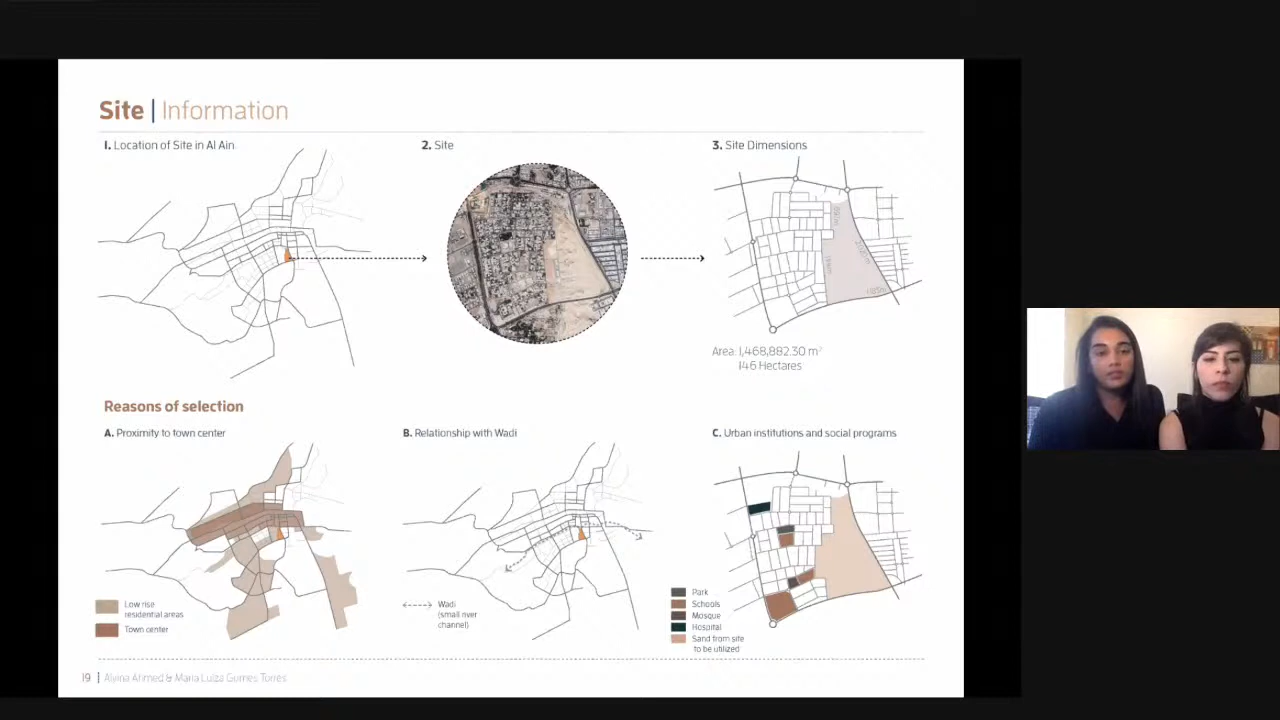 Site | Information
1. Location of Site in Al Ain
2. Site
3. Site Dimensions
Area: 1,468,882.30 m²
146 Hectares
Reasons of selection
A. Proximity to town center
B. Relationship with Wadi
C. Urban institutions and social programs
Low rise
residential areas
Town center
Wadi
(small river
channel)
Park
Schools
Mosque
Hospital
Sand from site
to be utilized
19 | Alvina Ahmed & Maria Luiza Gomes Torres